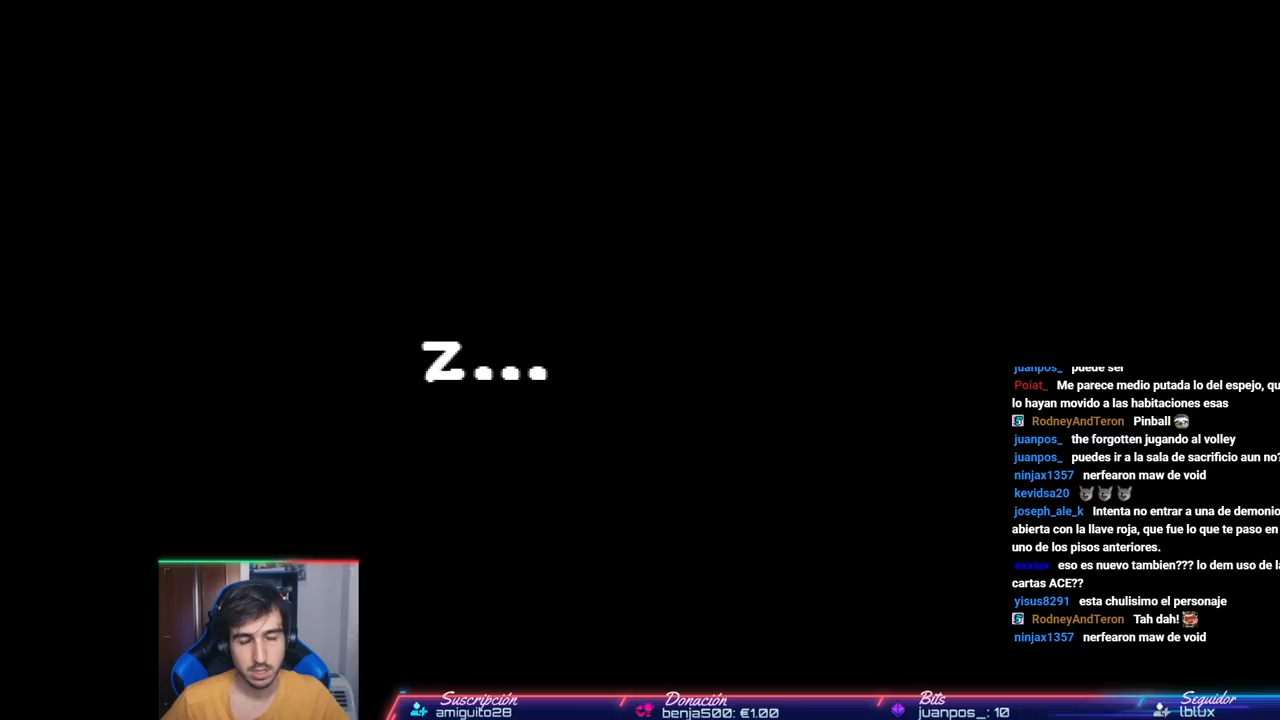 z...
juanpos_ puede ser
Poiat_ Me parece medio putada lo del espejo, qu
lo hayan movido a las habitaciones esas
RodneyAndTeron Pinball
juanpos_ the forgotten jugando al volley
juanpos_ puedes ir a la sala de sacrificio aun no?
ninjax1357 nerfearon maw de void
kevidsa20
joseph_ale_k Intenta no entrar a una de demonio
abierta con la llave roja, que fue lo que te paso en
uno de los pisos anteriores.
eso es nuevo tambien??? lo dem uso de la
cartas ACE??
yisus8291 esta chulisimo el personaje
RodneyAndTeron Tah dah!
ninjax1357 nerfearon maw de void
Suscripción Donación Bits Seguidor
amiguito28 benja500: €1.00 juanpos_: 10 lblux